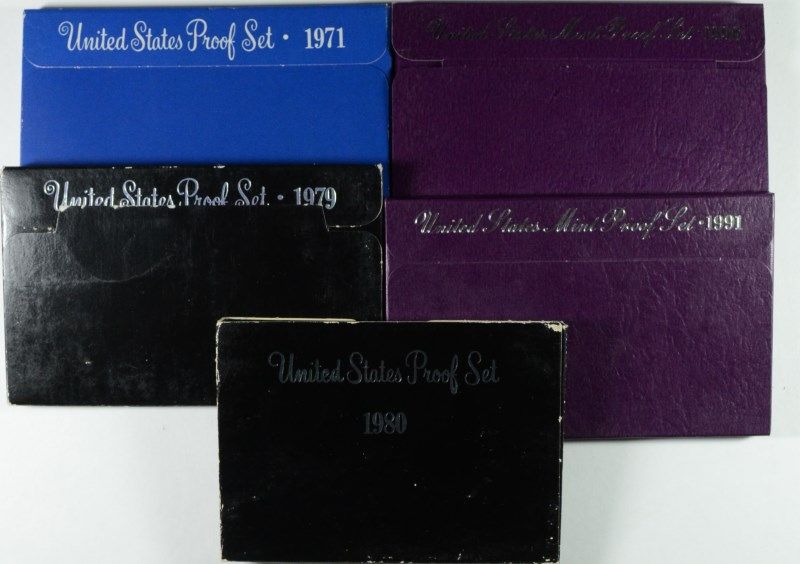 United States Proof Set · 1971
United States Mint Proof Set ·
United States Proof Set · 1979
United States Mint Proof Set · 1991
United States Proof Set
1980